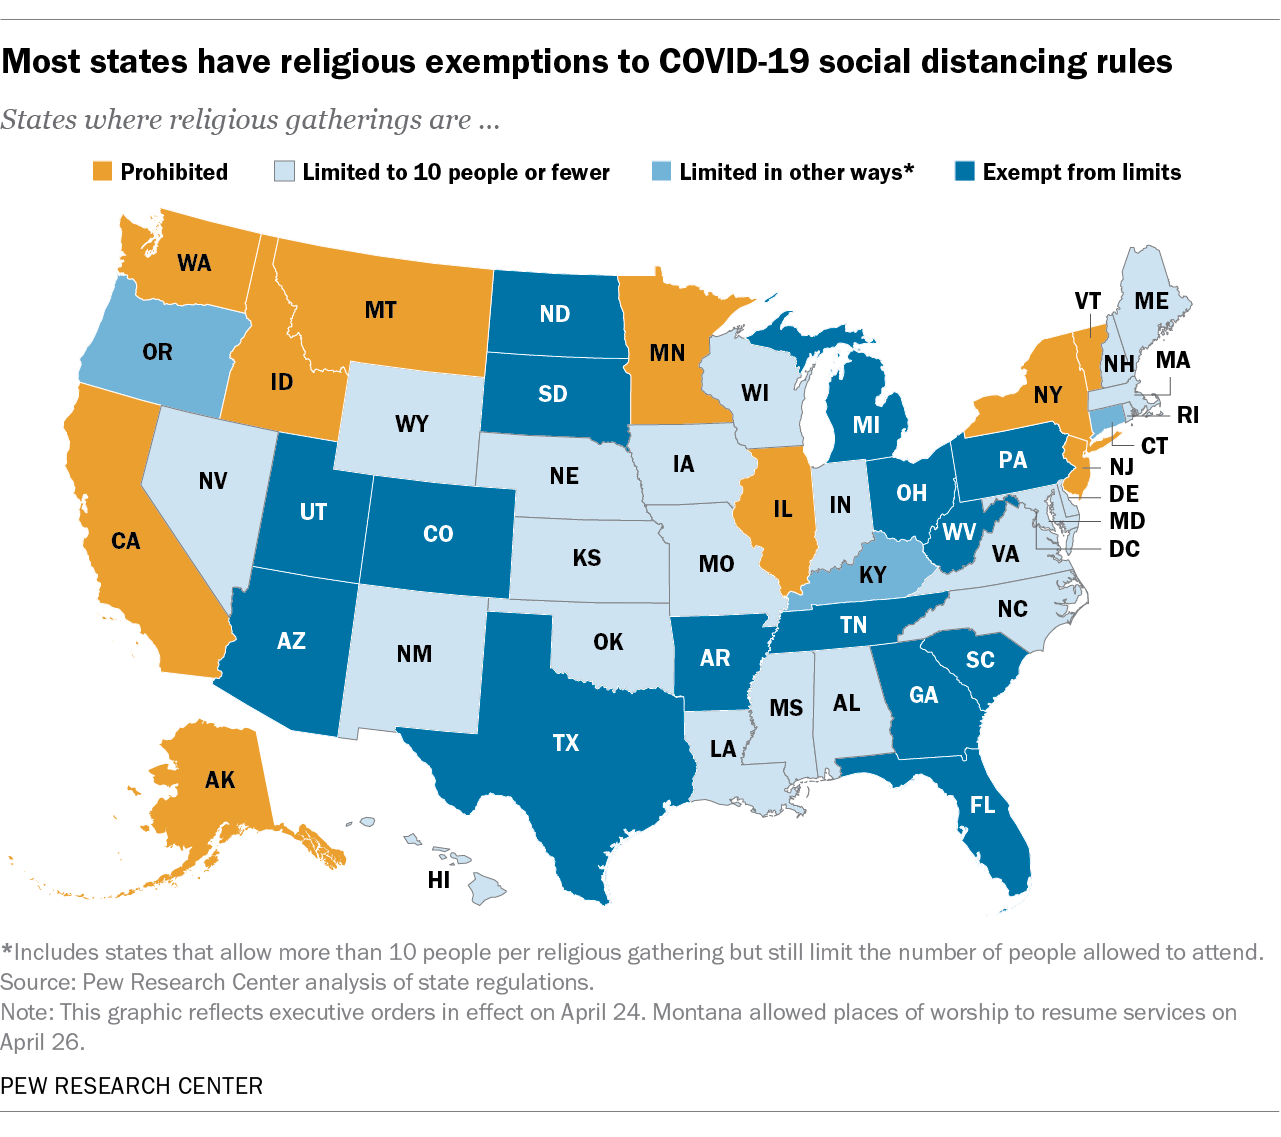 Most states have religious exemptions to COVID-19 social distancing rules
States where religious gatherings are ...
Prohibited Limited to 10 people or fewer Limited in other ways* Exempt from limits
WA
MT
ND
MN
VT
ME
OR
ID
SD
WI
NH
MA
WY
MI
NY
RI
NV
NE
IA
PA
CT
NJ
UT
CO
IL
IN
OH
DE
CA
KS
MO
WV
MD
VA
DC
KY
AZ
NM
OK
AR
TN
NC
SC
TX
MS
AL
GA
LA
AK
FL
HI
*Includes states that allow more than 10 people per religious gathering but still limit the number of people allowed to attend.
Source: Pew Research Center analysis of state regulations.
Note: This graphic reflects executive orders in effect on April 24. Montana allowed places of worship to resume services on
April 26.
PEW RESEARCH CENTER